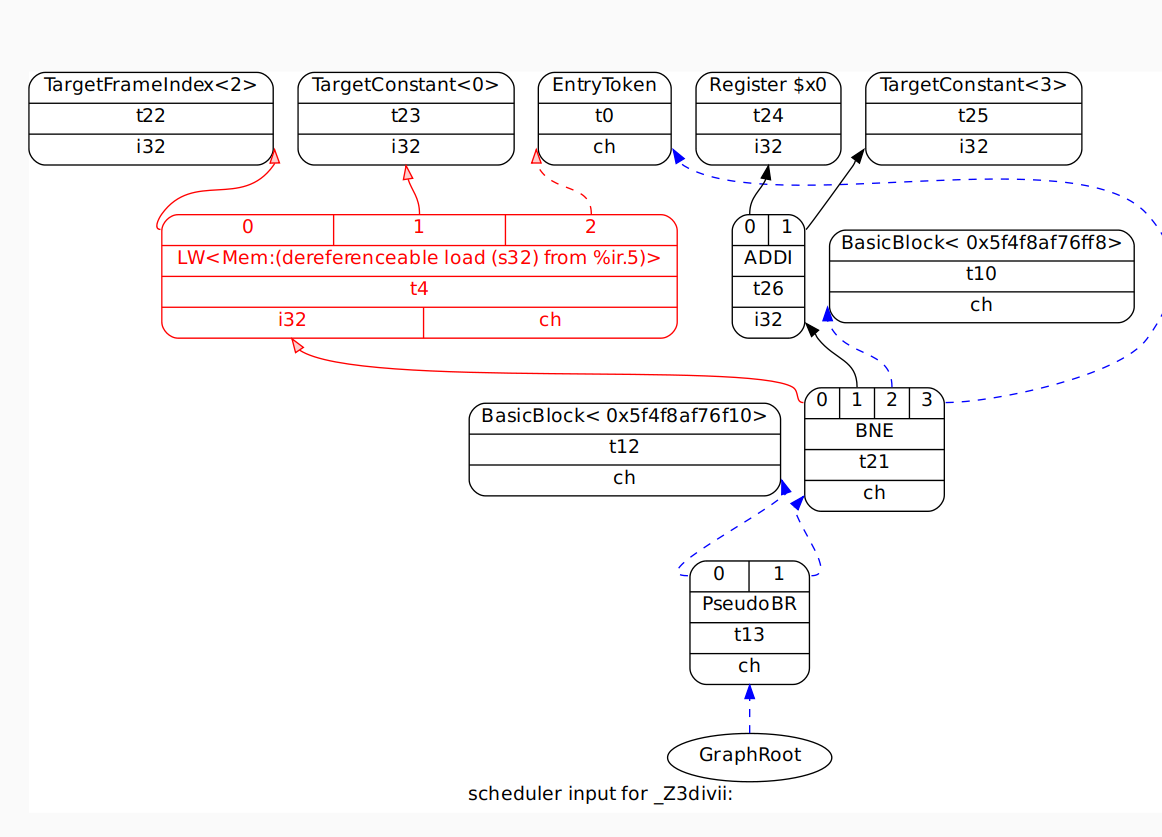 TargetFrameIndex<2>
t22
i32
TargetConstant<0>
t23
i32
EntryToken
t0
ch
Register $x0
t24
i32
TargetConstant<3>
t25
i32
0 1 2
LW<Mem:(dereferenceable load (s32) from %ir.5)>
t4
i32 ch
0 1
ADDI
t26
i32
BasicBlock< 0x5f4f8af76ff8>
t10
ch
BasicBlock< 0x5f4f8af76f10>
t12
ch
0 1 2 3
BNE
t21
ch
0 1
PseudoBR
t13
ch
GraphRoot
scheduler input for _Z3divii: